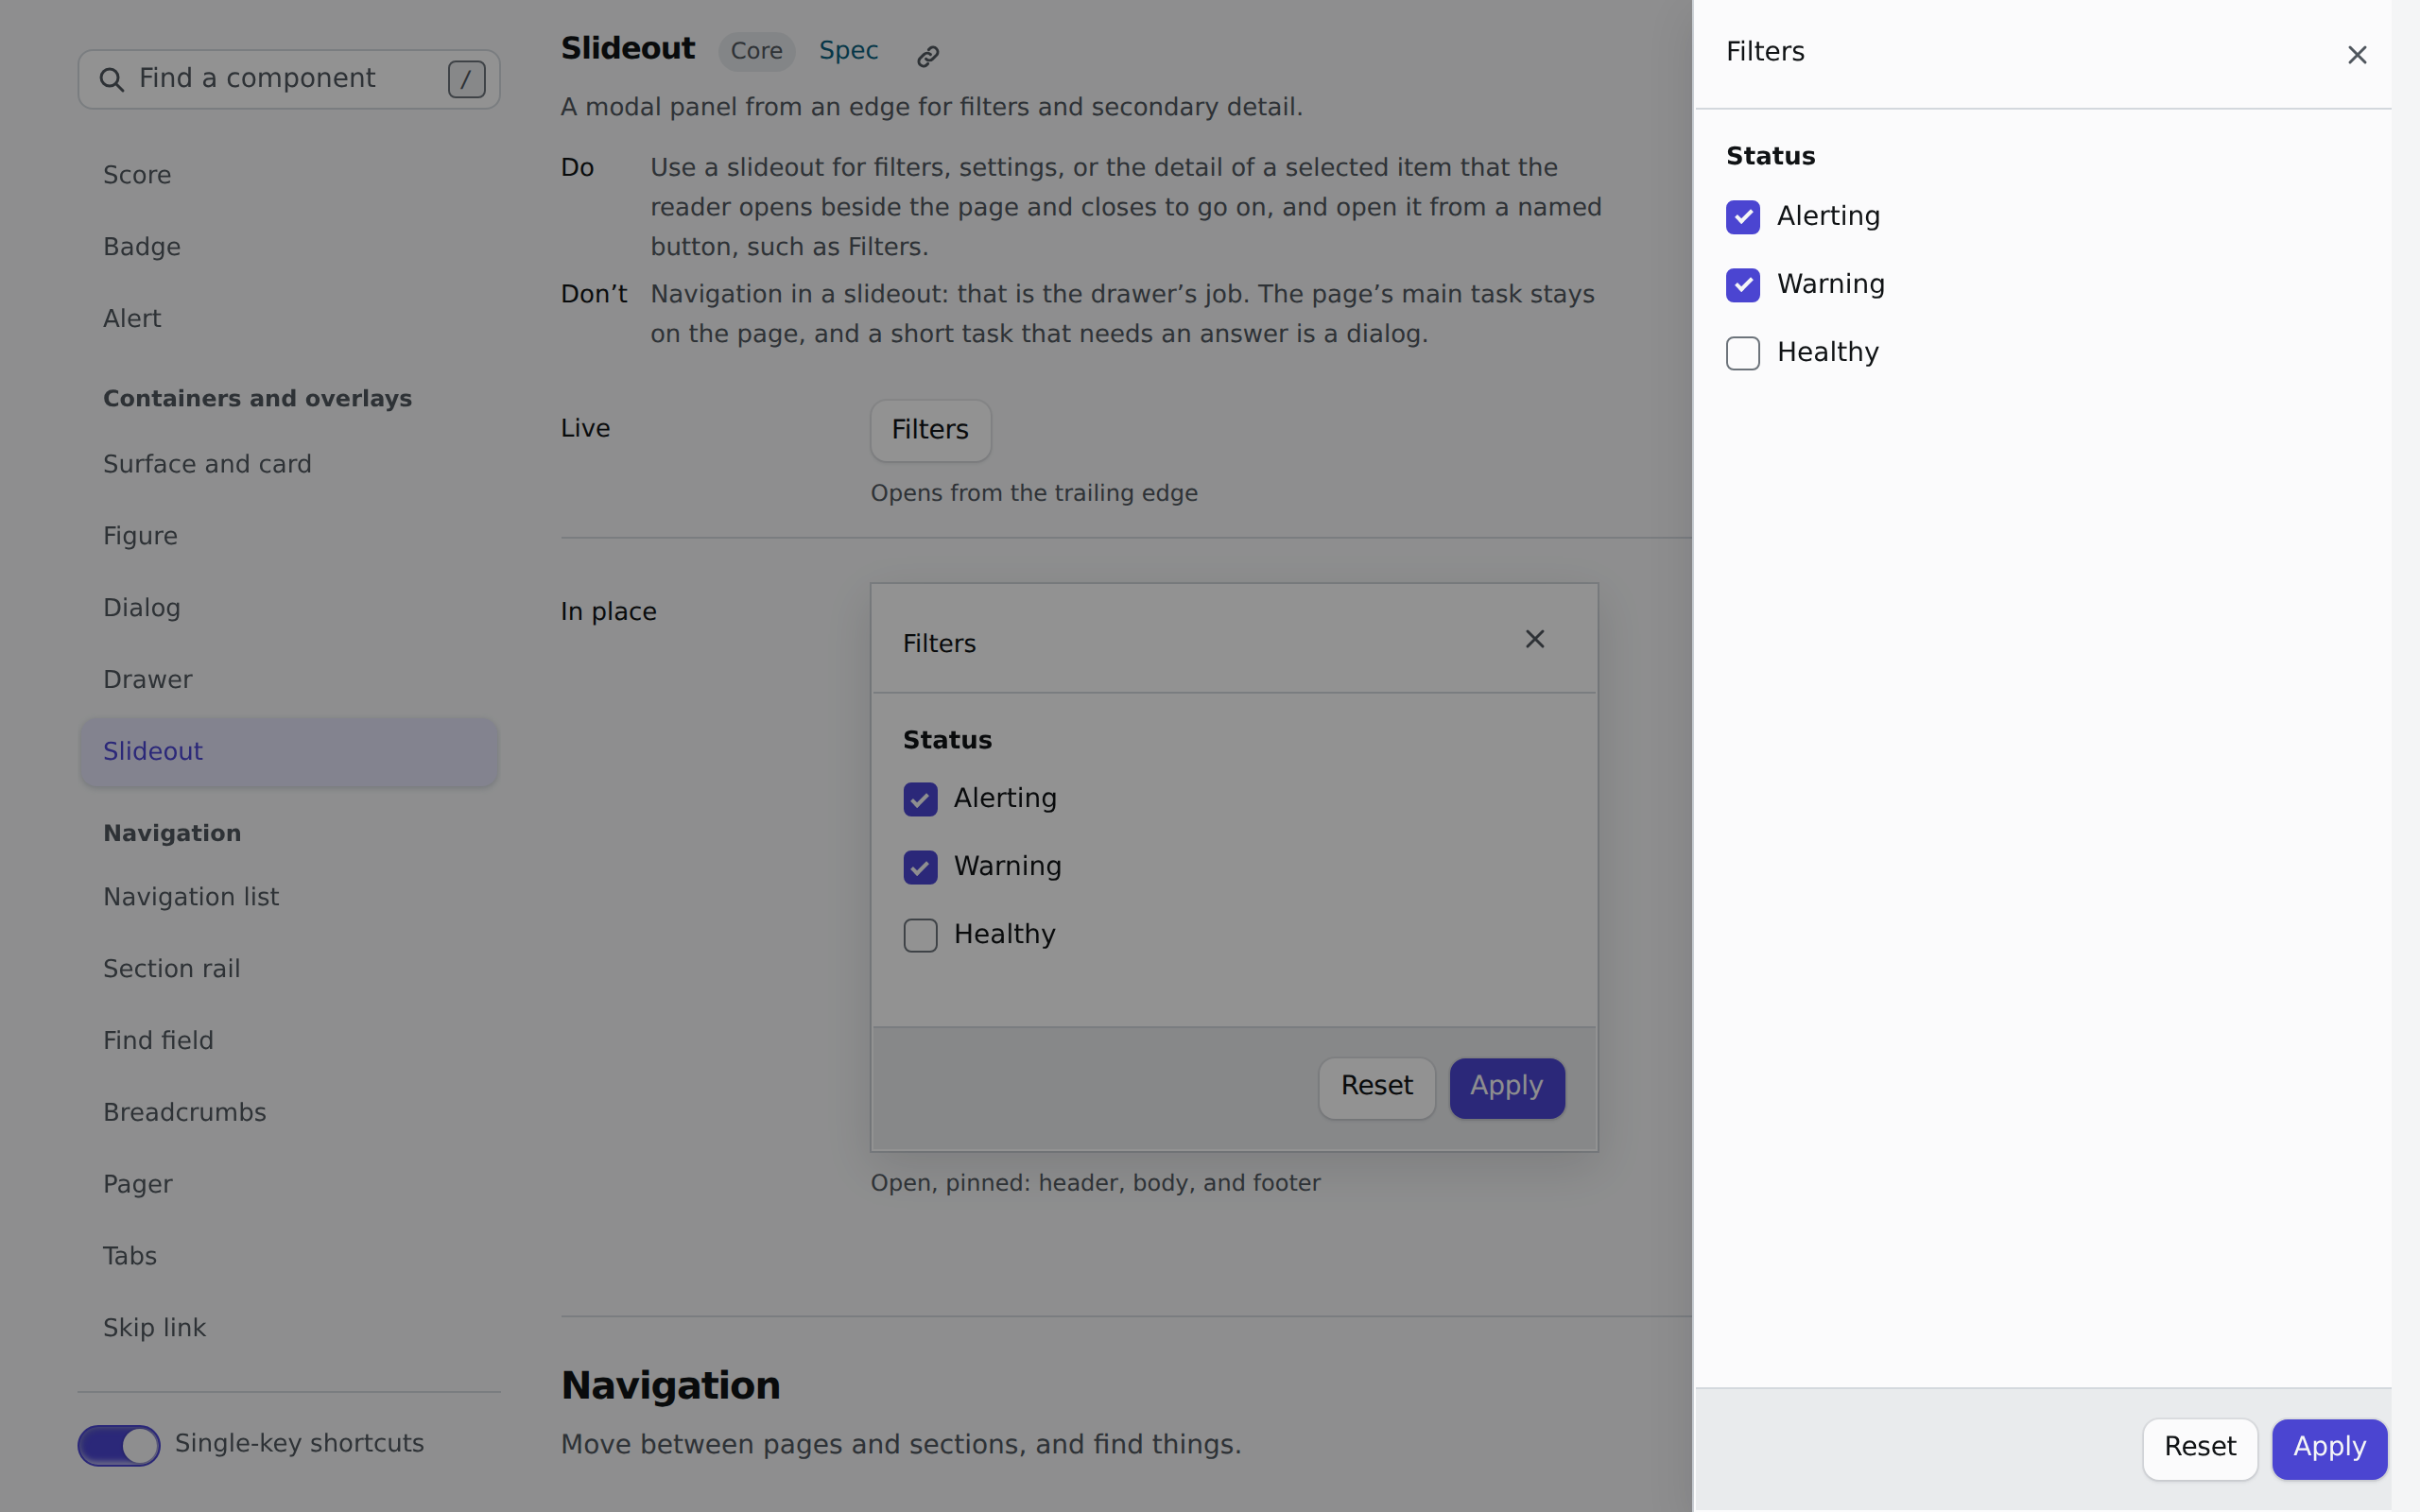 Find a component
/
Score
Badge
Alert
Containers and overlays
Surface and card
Figure
Dialog
Drawer
Slideout
Navigation
Navigation list
Section rail
Find field
Breadcrumbs
Pager
Tabs
Skip link
Single-key shortcuts
Slideout Core Spec
A modal panel from an edge for filters and secondary detail.
Do Use a slideout for filters, settings, or the detail of a selected item that the
reader opens beside the page and closes to go on, and open it from a named
button, such as Filters.
Don’t Navigation in a slideout: that is the drawer’s job. The page’s main task stays
on the page, and a short task that needs an answer is a dialog.
Live
Filters
Opens from the trailing edge
In place
Filters
Status
Alerting
Warning
Healthy
Reset Apply
Open, pinned: header, body, and footer
Navigation
Move between pages and sections, and find things.
Filters
Status
Alerting
Warning
Healthy
Reset Apply